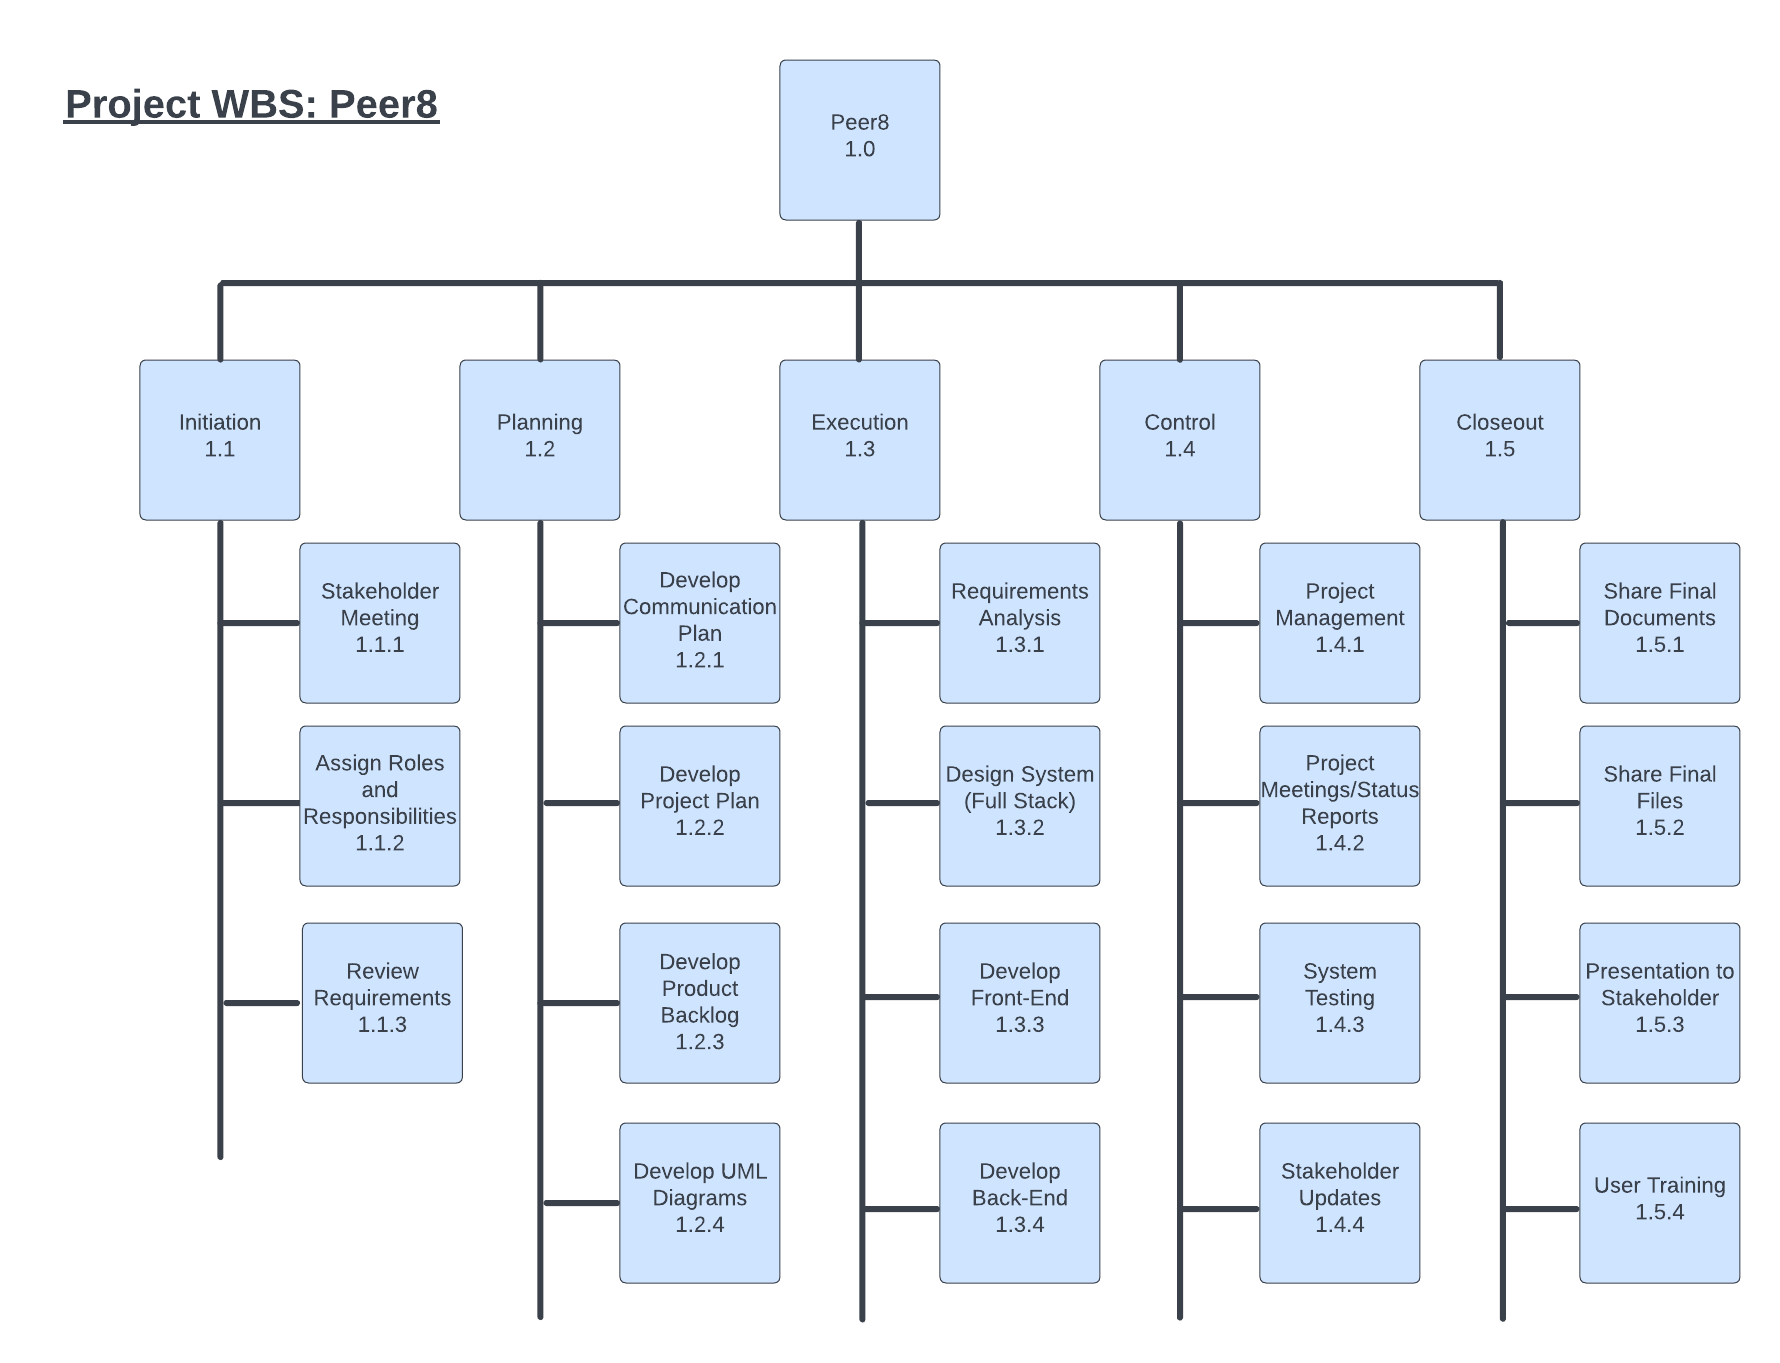 Project WBS: Peer8
Peer8
1.0
Initiation
1.1
Planning
1.2
Execution
1.3
Control
1.4
Closeout
1.5
Stakeholder
Meeting
1.1.1
Assign Roles
and
Responsibilities
1.1.2
Review
Requirements
1.1.3
Develop
Communication
Plan
1.2.1
Develop
Project Plan
1.2.2
Develop
Product
Backlog
1.2.3
Develop UML
Diagrams
1.2.4
Requirements
Analysis
1.3.1
Design System
(Full Stack)
1.3.2
Develop
Front-End
1.3.3
Develop
Back-End
1.3.4
Project
Management
1.4.1
Project
Meetings/Status
Reports
1.4.2
System
Testing
1.4.3
Stakeholder
Updates
1.4.4
Share Final
Documents
1.5.1
Share Final
Files
1.5.2
Presentation to
Stakeholder
1.5.3
User Training
1.5.4